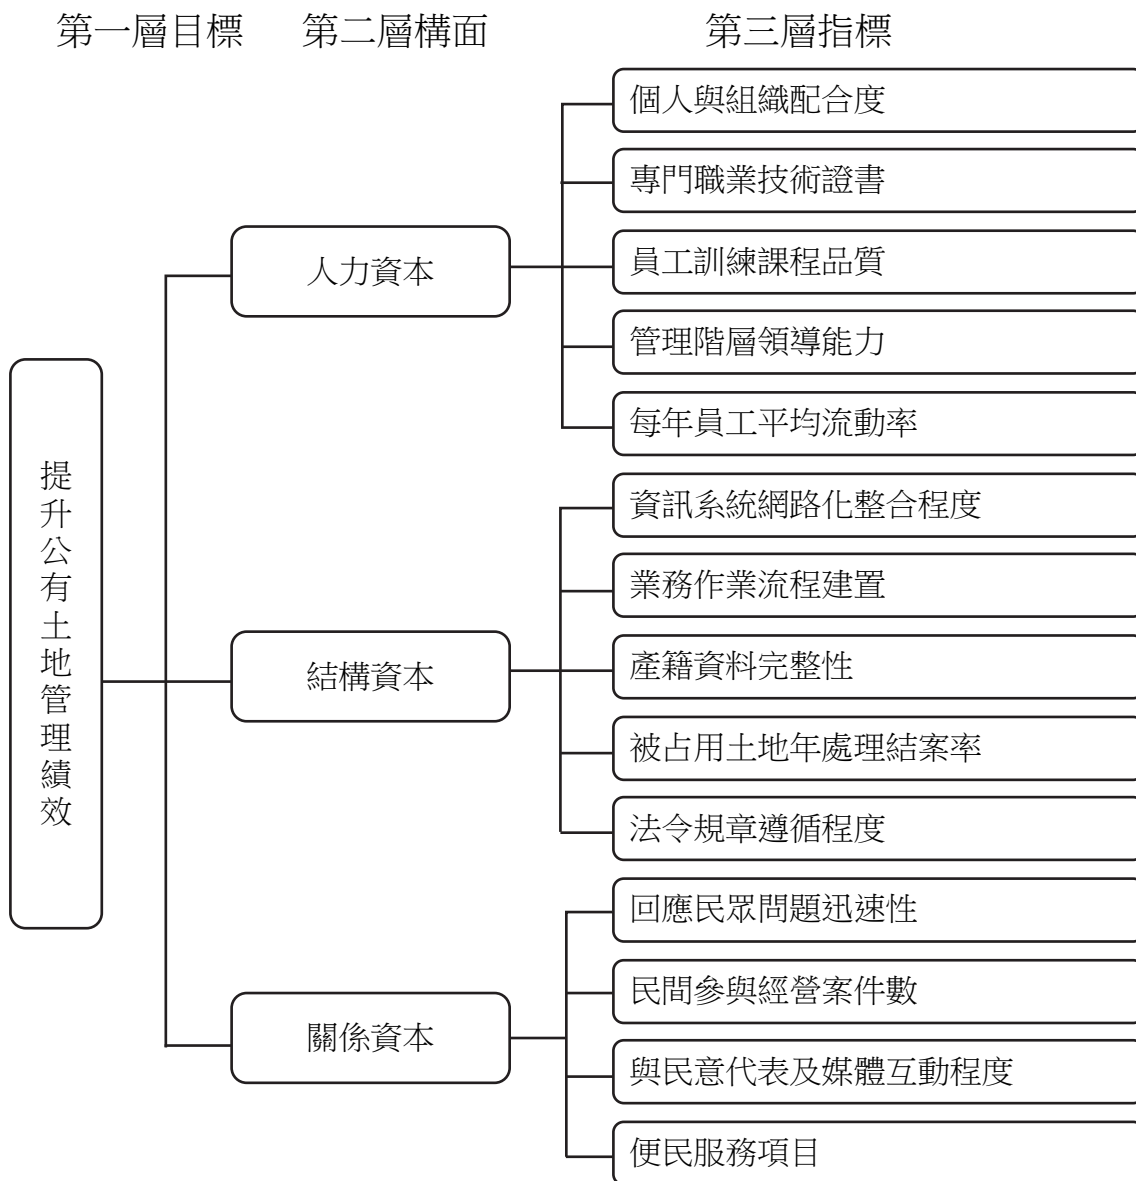 第一層目標 第二層構面 第三層指標
提升公有土地管理績效
人力資本
個人與組織配合度
專門職業技術證書
員工訓練課程品質
管理階層領導能力
每年員工平均流動率
結構資本
資訊系統網路化整合程度
業務作業流程建置
產籍資料完整性
被占用土地年處理結案率
法令規章遵循程度
關係資本
回應民眾問題迅速性
民間參與經營案件數
與民意代表及媒體互動程度
便民服務項目